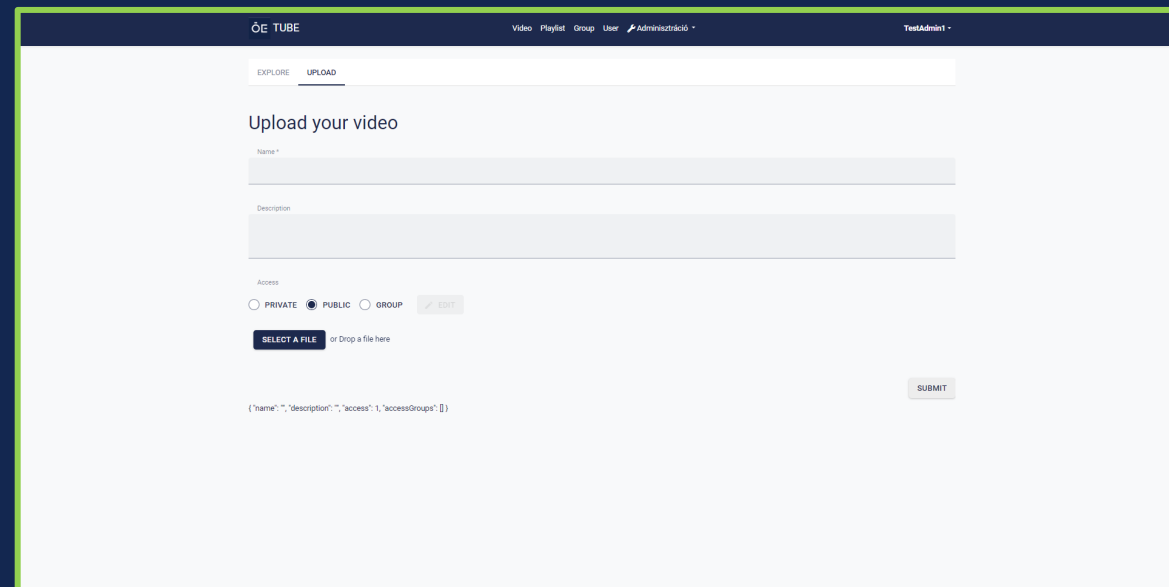 ŌE TUBE Video Playlist Group User Adminisztráció TestAdmin1
EXPLORE UPLOAD
Upload your video
Name *
Description
Access
PRIVATE PUBLIC GROUP EDIT
SELECT A FILE or Drop a file here
SUBMIT
{ "name": "", "description": "", "access": 1, "accessGroups": [] }